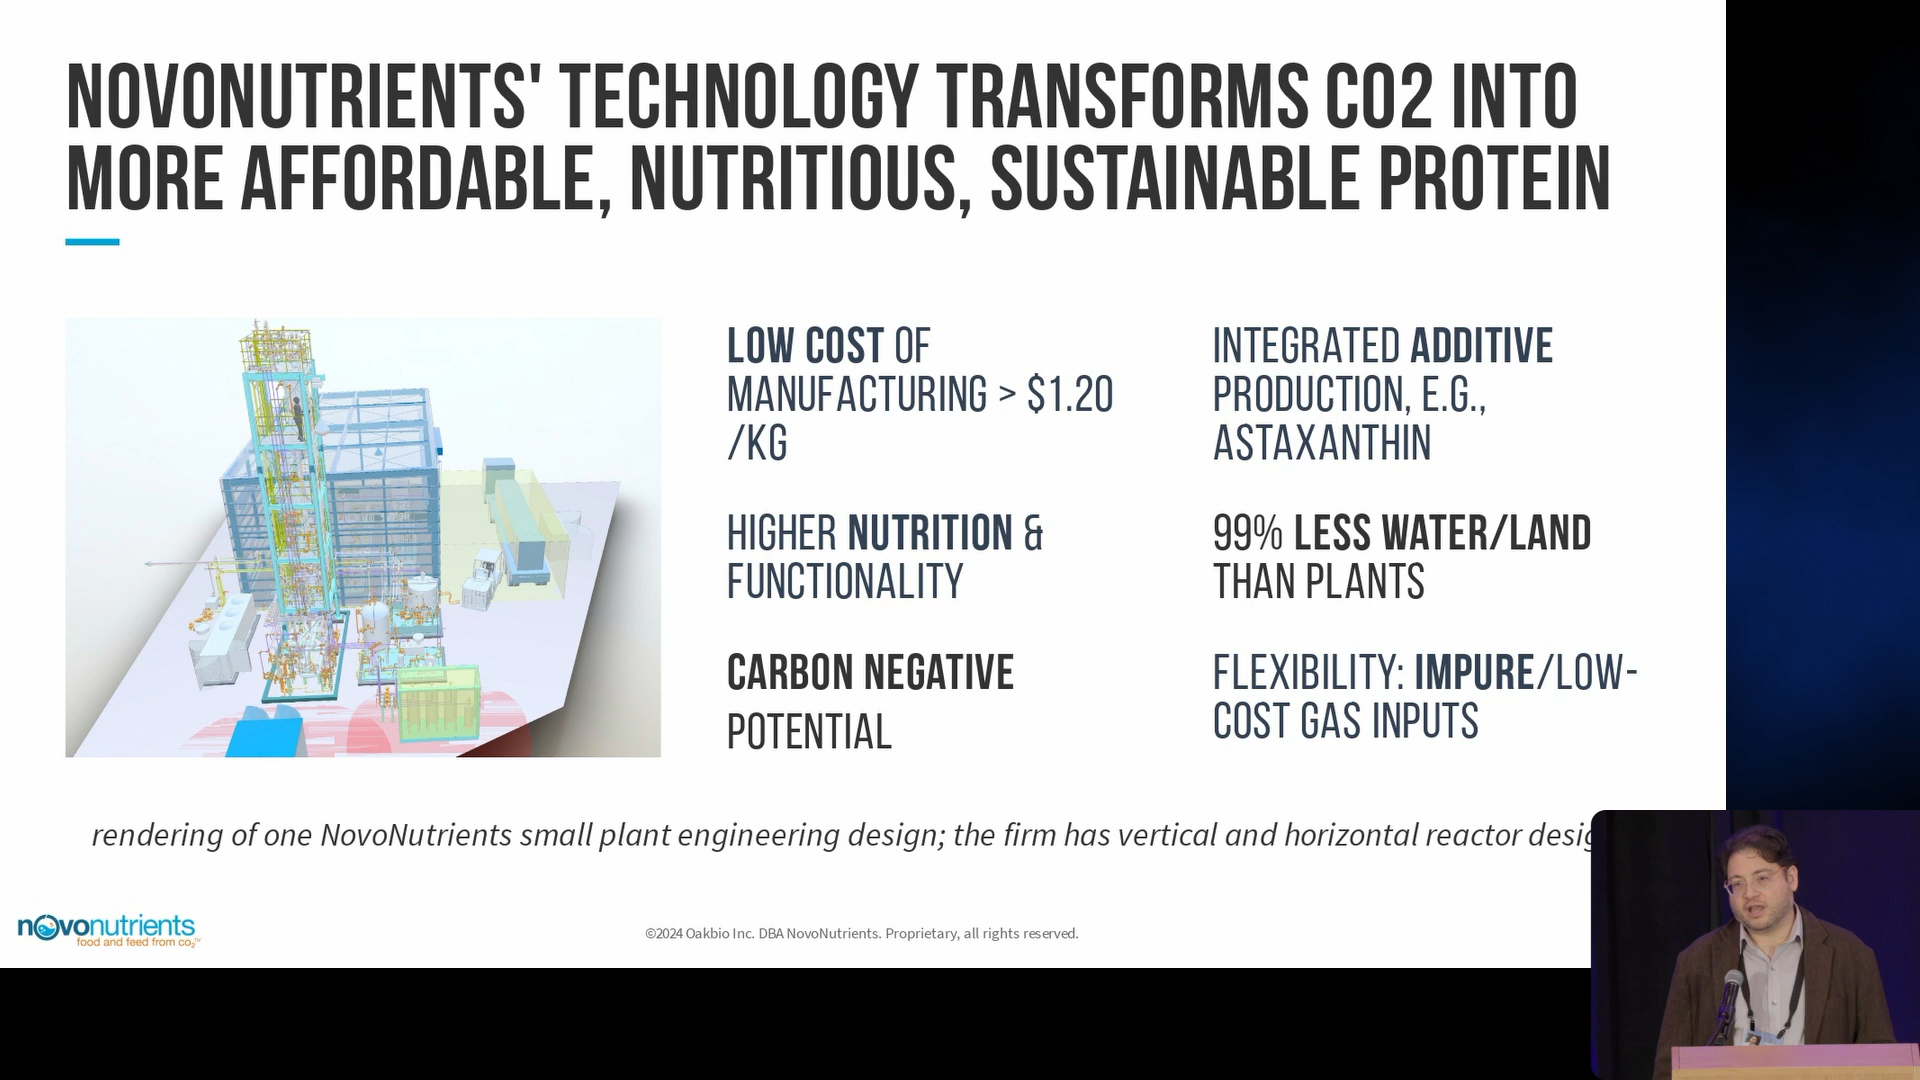 NOVONUTRIENTS' TECHNOLOGY TRANSFORMS CO2 INTO
MORE AFFORDABLE, NUTRITIOUS, SUSTAINABLE PROTEIN
LOW COST OF
MANUFACTURING > $1.20
/KG
HIGHER NUTRITION &
FUNCTIONALITY
CARBON NEGATIVE
POTENTIAL
INTEGRATED ADDITIVE
PRODUCTION, E.G.,
ASTAXANTHIN
99% LESS WATER/LAND
THAN PLANTS
FLEXIBILITY: IMPURE/LOW-
COST GAS INPUTS
rendering of one NovoNutrients small plant engineering design; the firm has vertical and horizontal reactor
novonutrients
food and feed from co2™
©2024 Oakbio Inc. DBA NovoNutrients. Proprietary, all rights reserved.